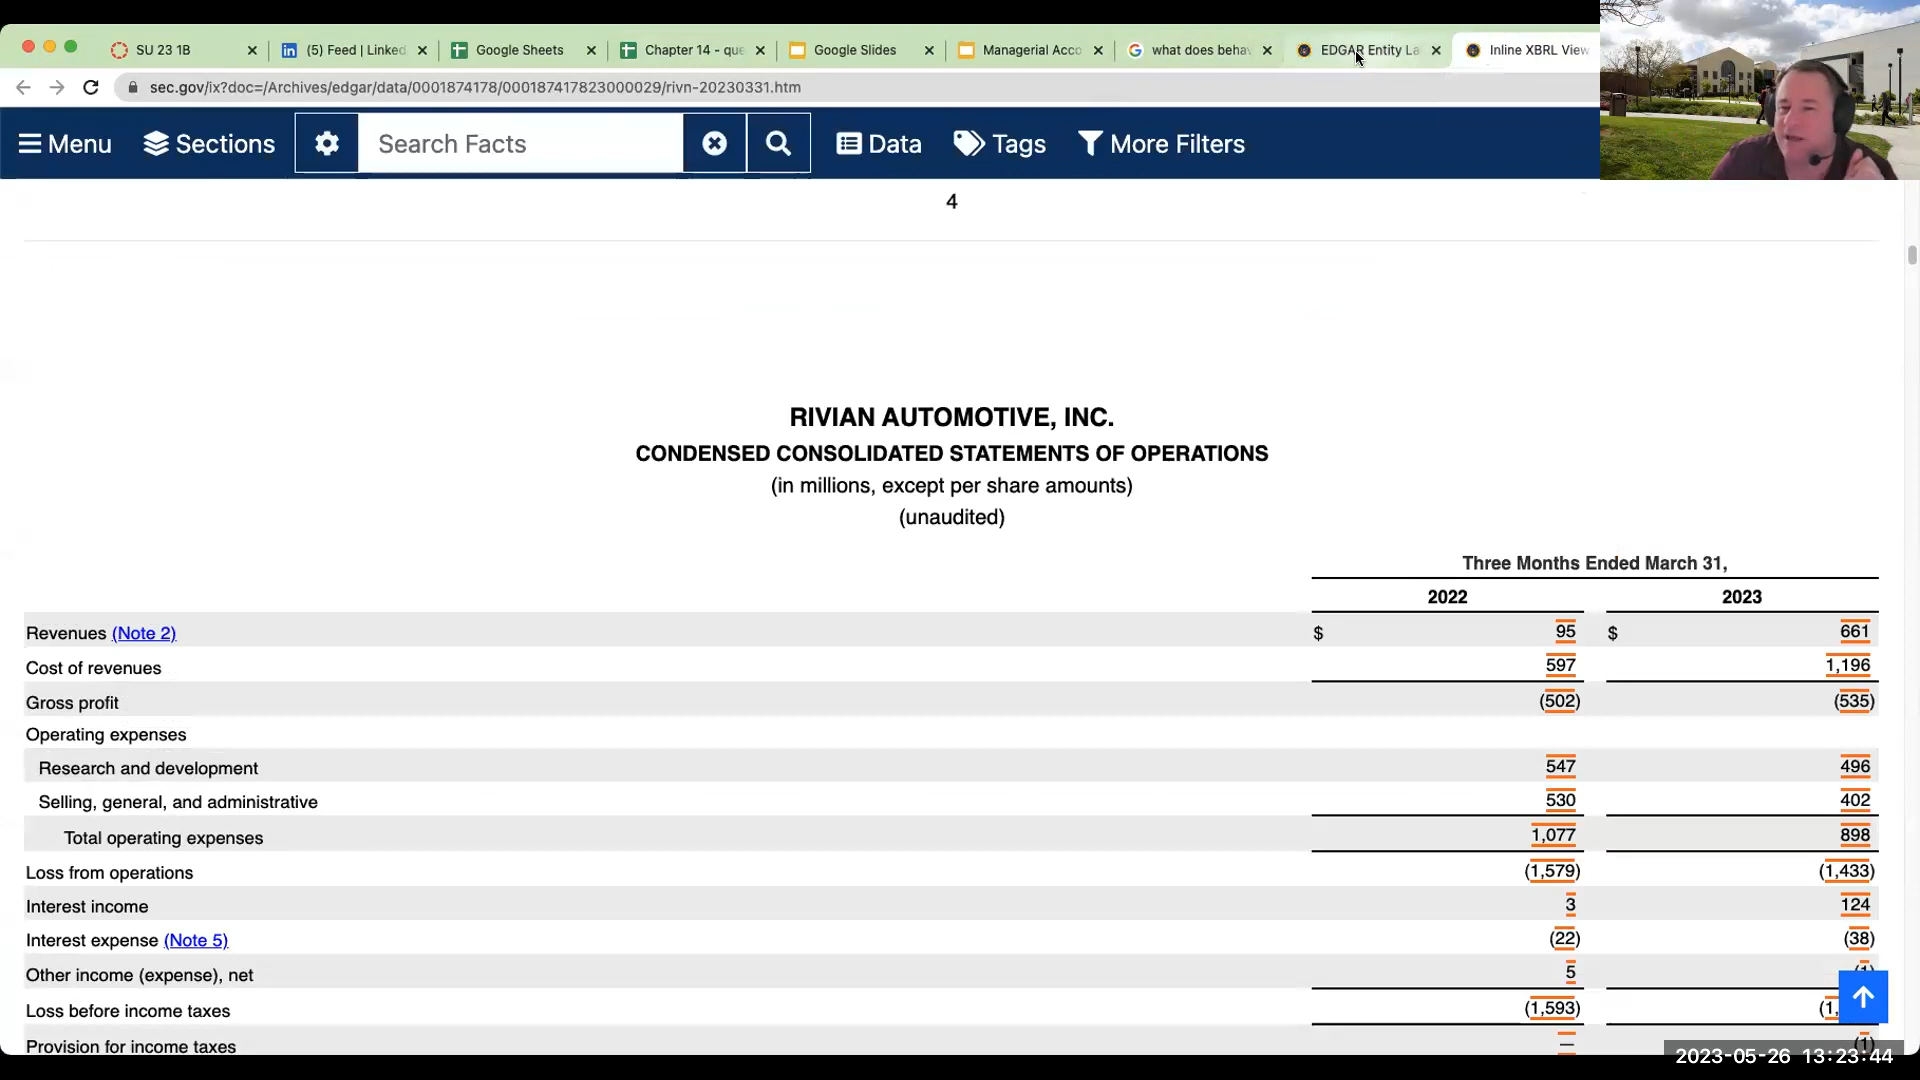 SU 23 1B
(5) Feed | Linked
Google Sheets
Chapter 14 - que
Google Slides
Managerial Acco
what does behav
EDGAR Entity La
Inline XBRL View
sec.gov/ix?doc=/Archives/edgar/data/0001874178/000187417823000029/rivn-20230331.htm
Menu
Sections
Search Facts
Data
Tags
More Filters
4
RIVIAN AUTOMOTIVE, INC.
CONDENSED CONSOLIDATED STATEMENTS OF OPERATIONS
(in millions, except per share amounts)
(unaudited)
Three Months Ended March 31,
2022 2023
Revenues (Note 2) $ 95 $ 661
Cost of revenues 597 1,196
Gross profit (502) (535)
Operating expenses
Research and development 547 496
Selling, general, and administrative 530 402
Total operating expenses 1,077 898
Loss from operations (1,579) (1,433)
Interest income 3 124
Interest expense (Note 5) (22) (38)
Other income (expense), net 5 (1)
Loss before income taxes (1,593) (1,
Provision for income taxes — (1)
2023-05-26 13:23:44